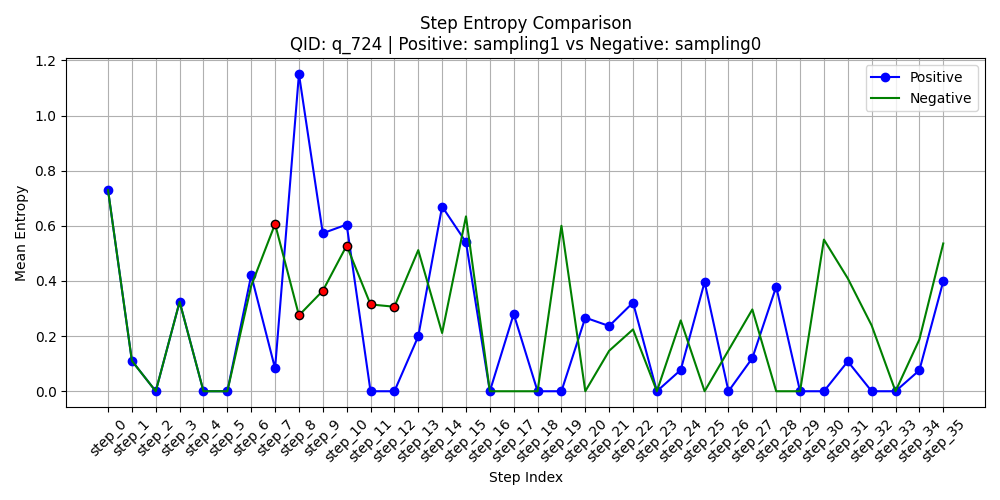 Step Entropy Comparison
QID: q_724 | Positive: sampling1 vs Negative: sampling0
Positive
Negative
Mean Entropy
1.2
1.0
0.8
0.6
0.4
0.2
0.0
step_0
step_1
step_2
step_3
step_4
step_5
step_6
step_7
step_8
step_9
step_10
step_11
step_12
step_13
step_14
step_15
step_16
step_17
step_18
step_19
step_20
step_21
step_22
step_23
step_24
step_25
step_26
step_27
step_28
step_29
step_30
step_31
step_32
step_33
step_34
step_35
Step Index